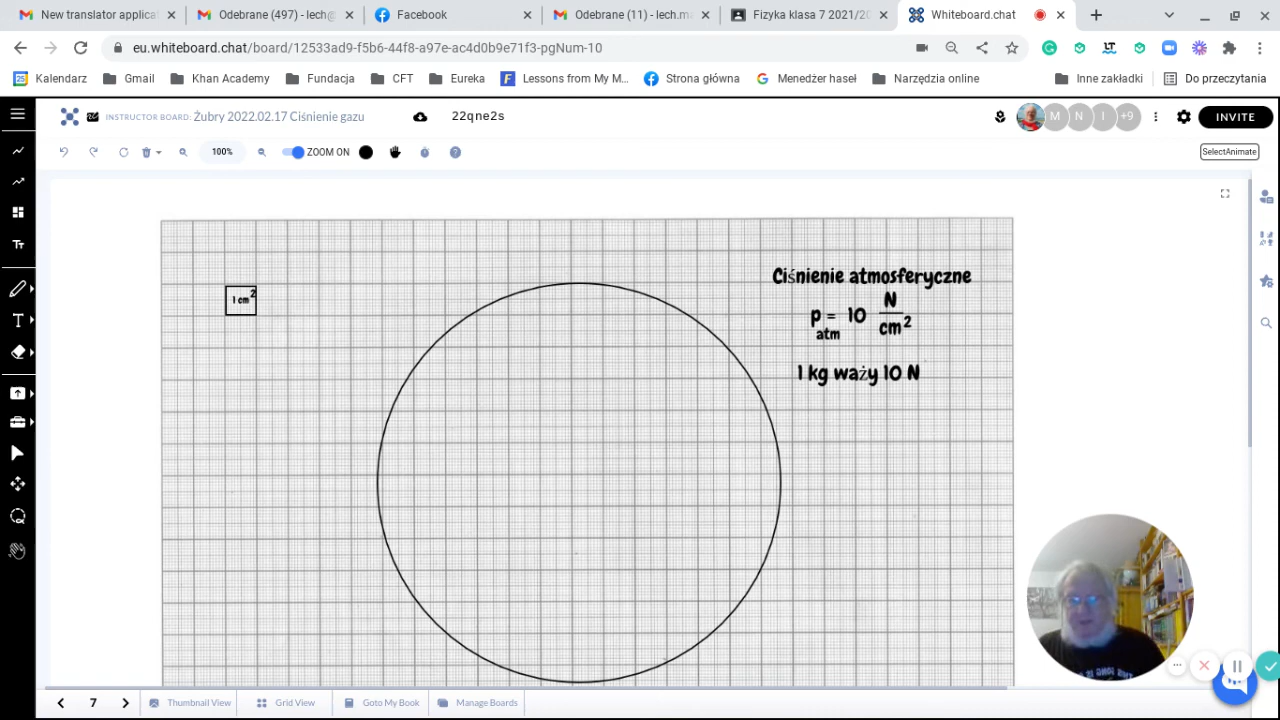 New translator applicat
Odebrane (497) – lech@
Facebook
Odebrane (11) – lech.ma
Fizyka klasa 7 2021/20
Whiteboard.chat
eu.whiteboard.chat/board/12533ad9-f5b6-44f8-a97e-ac4d0b9e71f3-pgNum-10
Kalendarz
Gmail
Khan Academy
Fundacja
CFT
Eureka
Lessons from My M...
Strona główna
Menedżer haseł
Narzędzia online
Inne zakładki
Do przeczytania
INSTRUCTOR BOARD: Żubry 2022.02.17 Ciśnienie gazu
22qne2s
M
N
I
+9
INVITE
100%
ZOOM ON
SelectAnimate
1 cm²
Ciśnienie atmosferyczne
p atm = 10 N/cm²
1 kg waży 10 N
7
Thumbnail View
Grid View
Goto My Book
Manage Boards